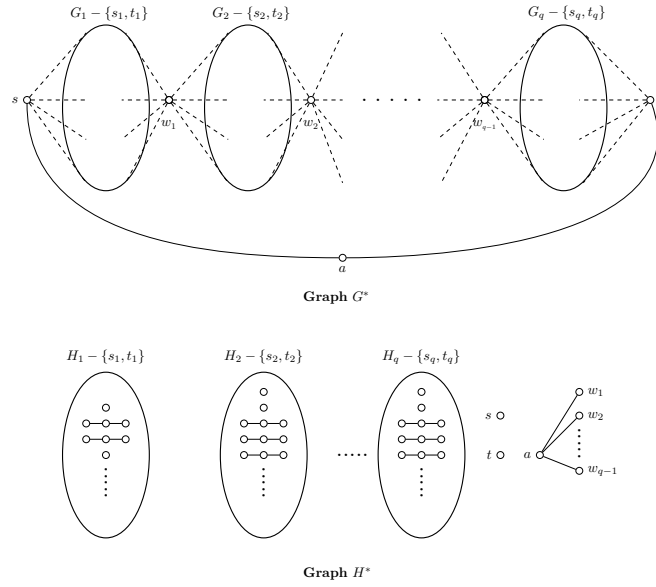 G_1 − {s_1, t_1} G_2 − {s_2, t_2} G_q − {s_q, t_q}
s
w_1 w_2 w_{q−1}
a
Graph G*
H_1 − {s_1, t_1} H_2 − {s_2, t_2} H_q − {s_q, t_q}
w_1
s w_2
t a
w_{q−1}
Graph H*